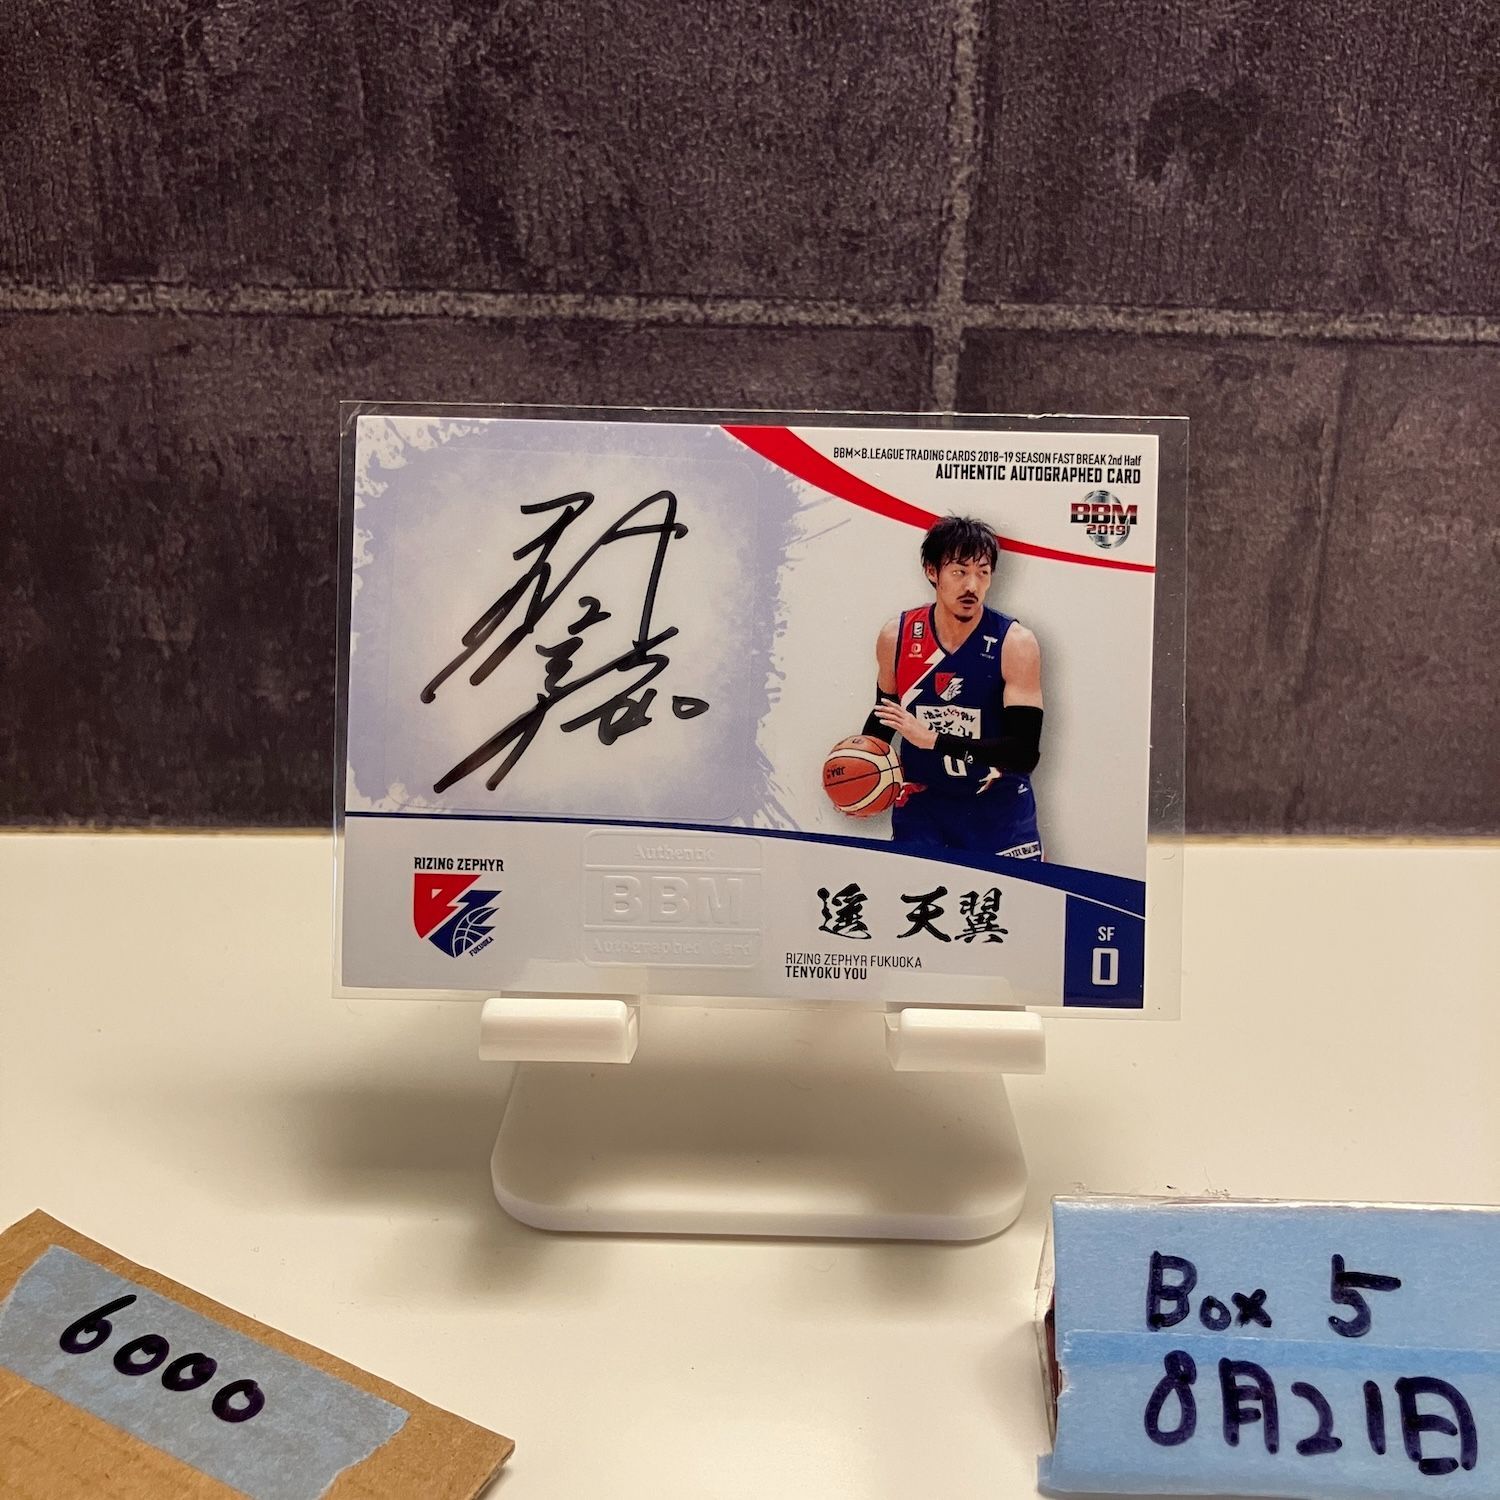 BBM×B.LEAGUE TRADING CARDS 2018-19 SEASON FAST BREAK 2nd Half
AUTHENTIC AUTOGRAPHED CARD
BBM
2019
RIZING ZEPHYR
FUKUOKA
Authentic
BBM
Autographed Card
遥 天翼
RIZING ZEPHYR FUKUOKA
TENYOKU YOU
SF
0
6000
Box 5
8月21日